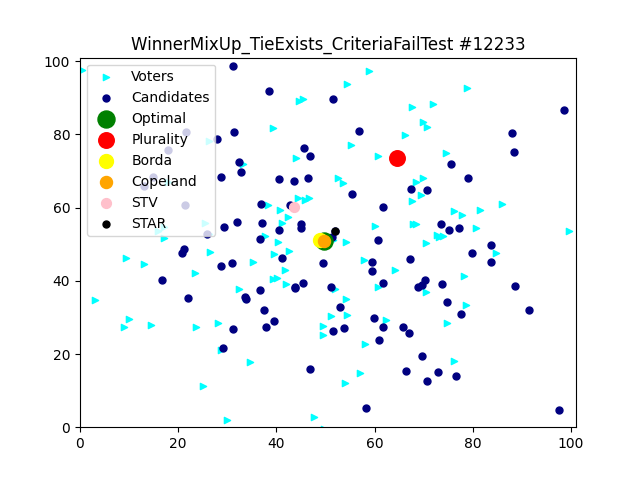 WinnerMixUp_TieExists_CriteriaFailTest #12233
100
80
60
40
20
0
Voters
Candidates
Optimal
Plurality
Borda
Copeland
STV
STAR
0 20 40 60 80 100